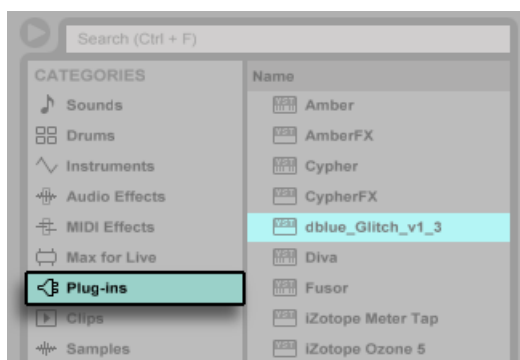 Search (Ctrl + F)
CATEGORIES
Sounds
Drums
Instruments
Audio Effects
MIDI Effects
Max for Live
Plug-ins
Clips
Samples
Name
Amber
AmberFX
Cypher
CypherFX
dblue_Glitch_v1_3
Diva
Fusor
iZotope Meter Tap
iZotope Ozone 5